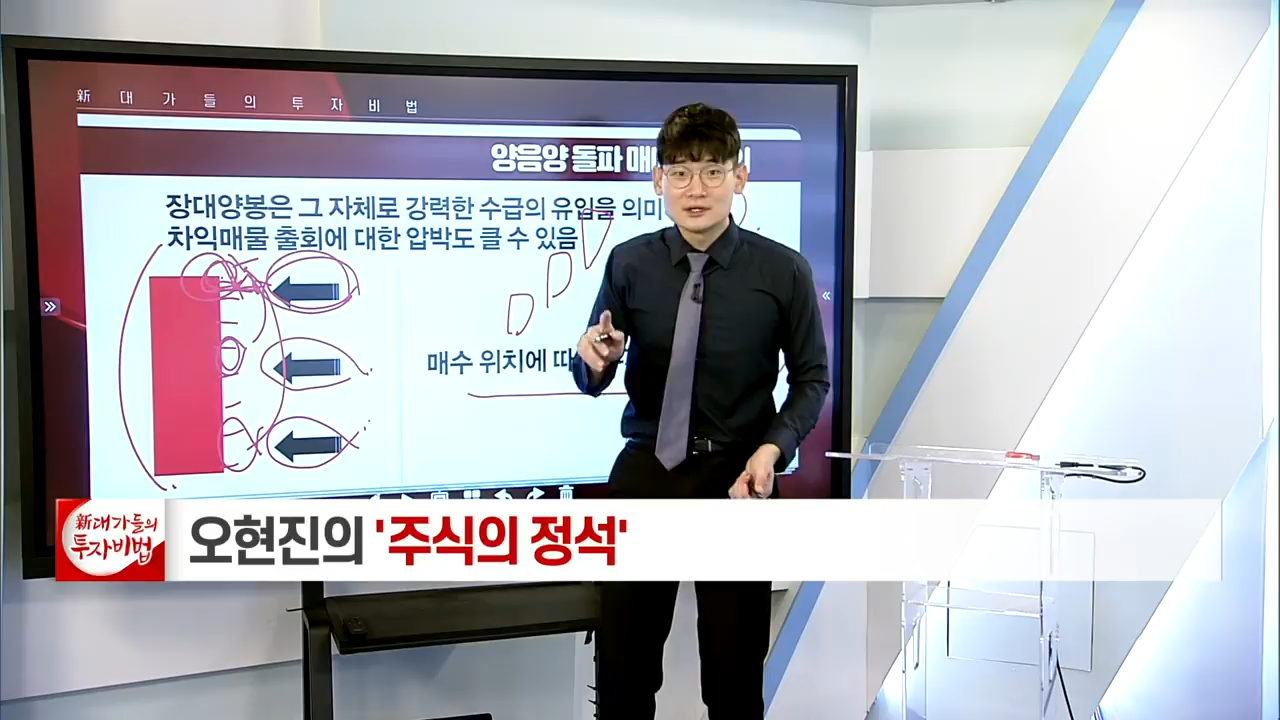 新 대 가 들 의 투 자 비 법
양음양 돌파 매
장대양봉은 그 자체로 강력한 수급의 유입을 의미
차익매물 출회에 대한 압박도 클 수 있음
매수 위치에 따
新대가들의
투자비법
오현진의 '주식의 정석'